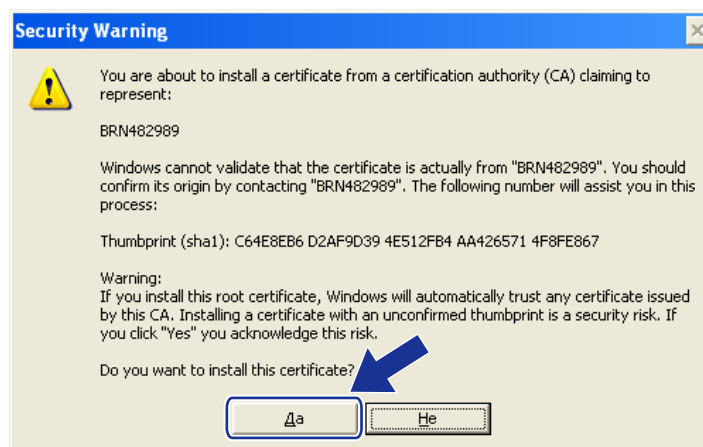 Security Warning
You are about to install a certificate from a certification authority (CA) claiming to
represent:
BRN482989
Windows cannot validate that the certificate is actually from "BRN482989". You should
confirm its origin by contacting "BRN482989". The following number will assist you in this
process:
Thumbprint (sha1): C64E8EB6 D2AF9D39 4E512FB4 AA426571 4F8FE867
Warning:
If you install this root certificate, Windows will automatically trust any certificate issued
by this CA. Installing a certificate with an unconfirmed thumbprint is a security risk. If
you click "Yes" you acknowledge this risk.
Do you want to install this certificate?
Да Не